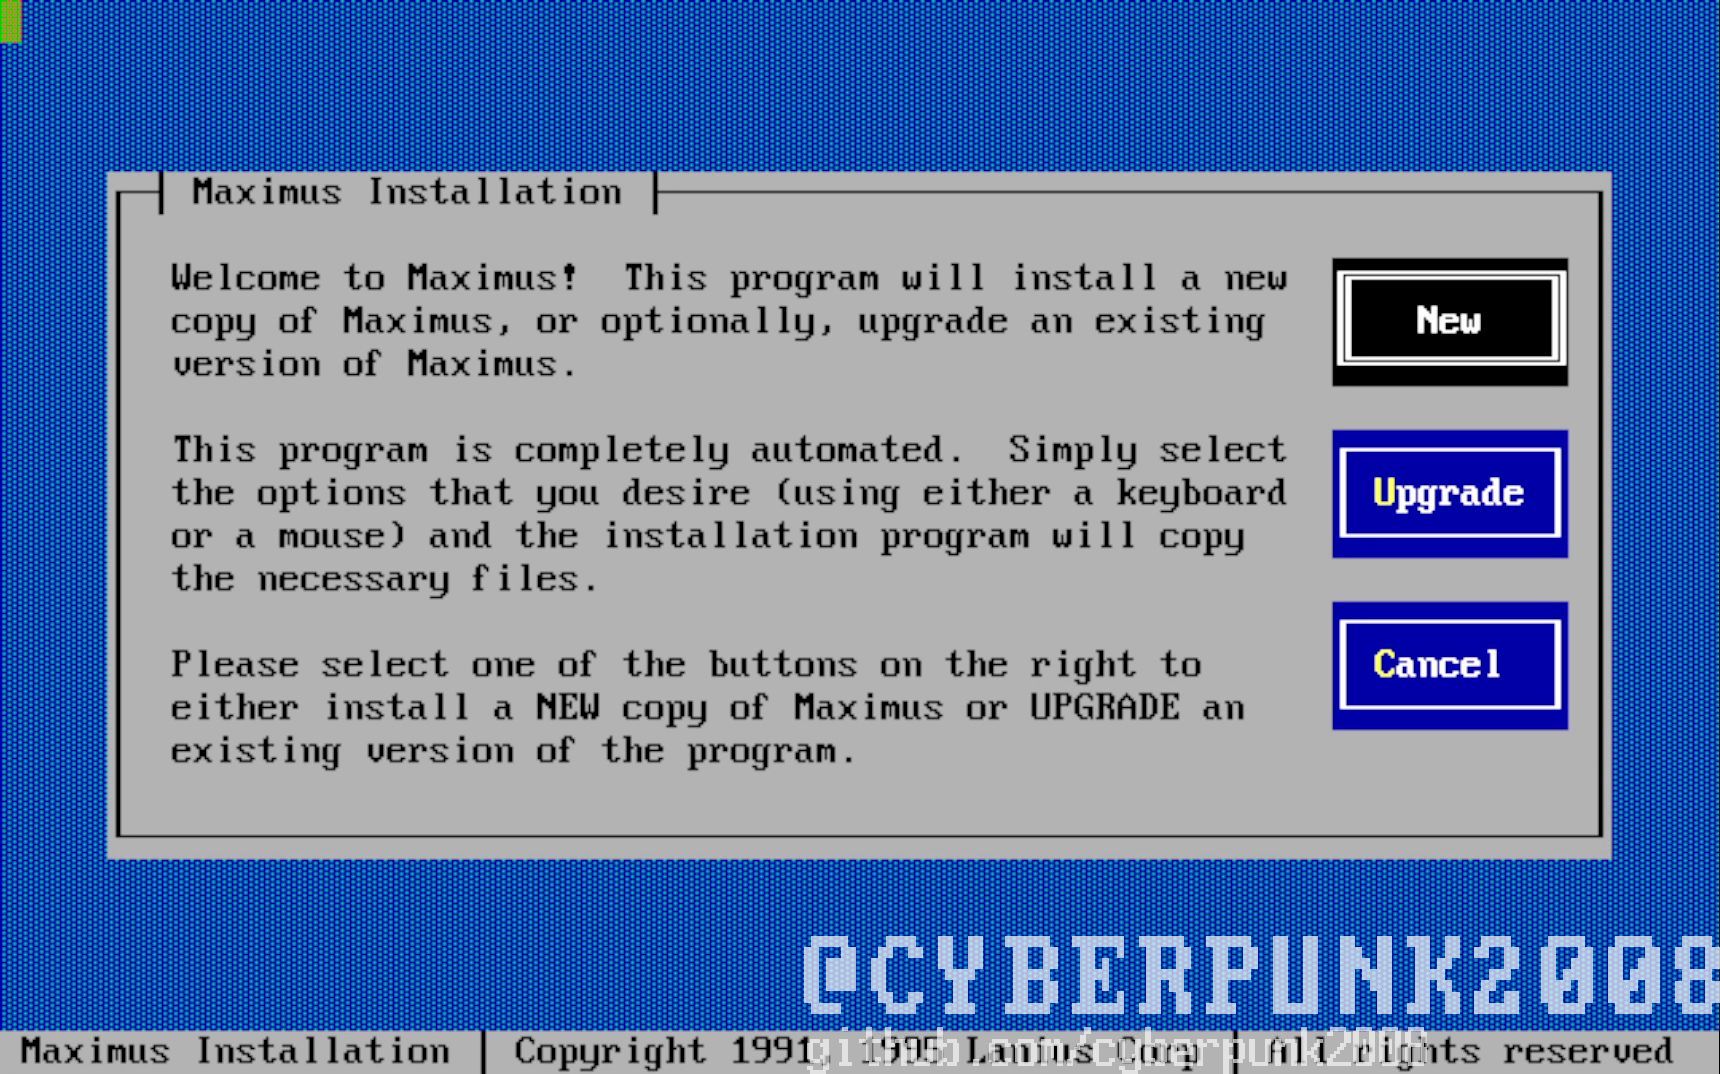 Maximus Installation
Welcome to Maximus!  This program will install a new
copy of Maximus, or optionally, upgrade an existing
version of Maximus.
This program is completely automated.  Simply select
the options that you desire (using either a keyboard
or a mouse) and the installation program will copy
the necessary files.
Please select one of the buttons on the right to
either install a NEW copy of Maximus or UPGRADE an
existing version of the program.
New
Upgrade
Cancel
@CYBERPUNK2008
github.com/cyberpunk2008
Maximus Installation | Copyright 1991, 1995 Lanius Corp | All rights reserved